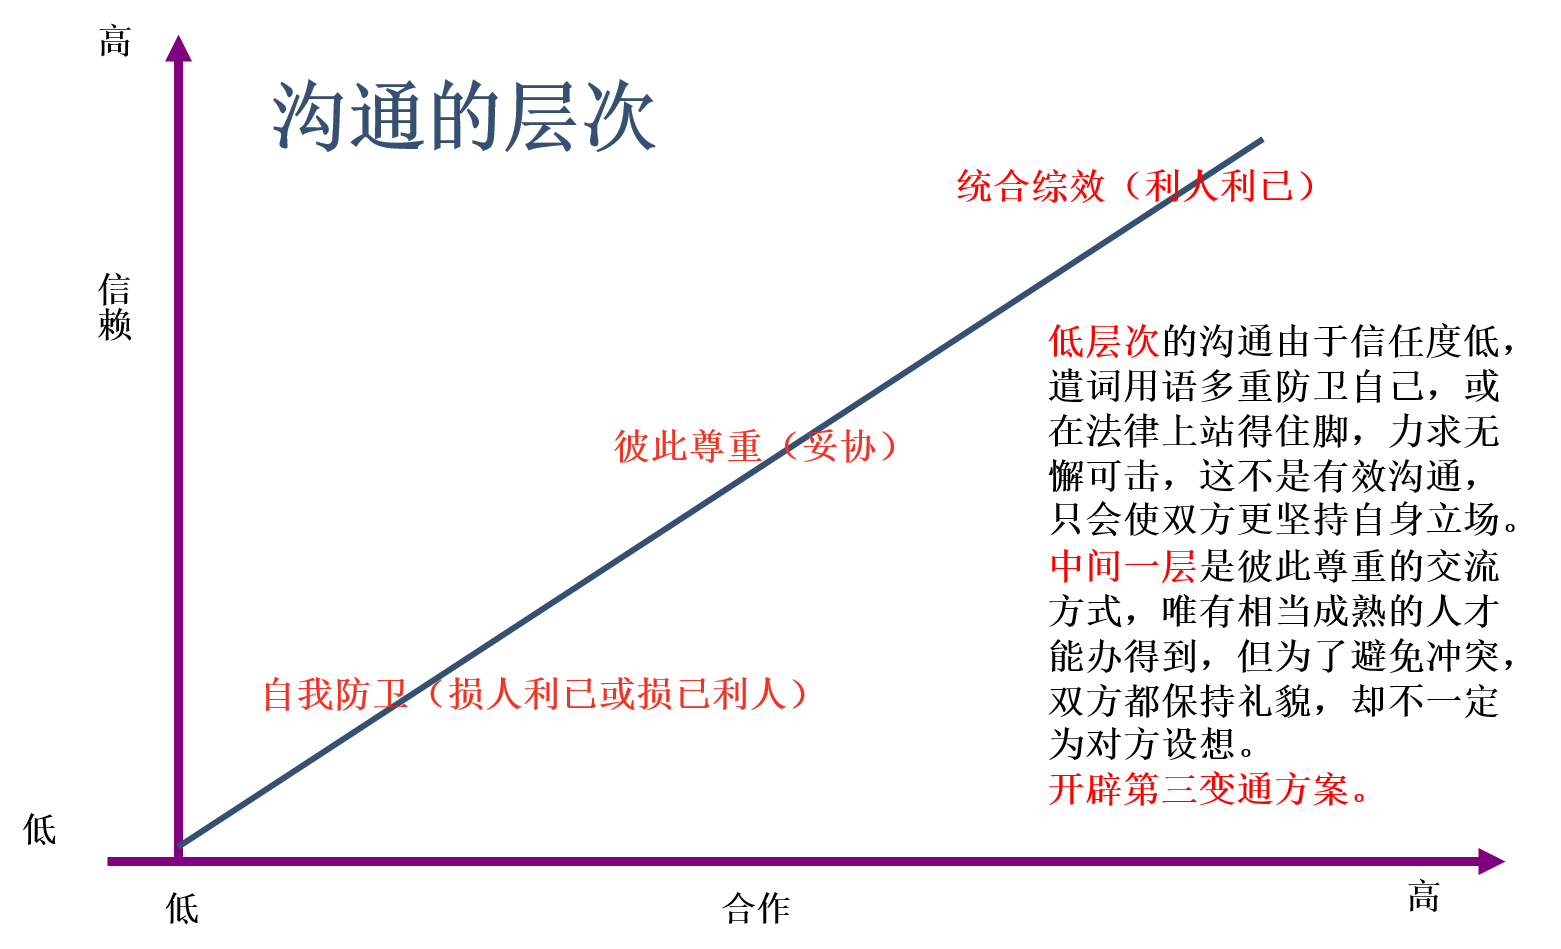 高
沟通的层次
统合综效（利人利已）
信
赖
低层次的沟通由于信任度低，
遣词用语多重防卫自己，或
在法律上站得住脚，力求无
懈可击，这不是有效沟通，
只会使双方更坚持自身立场。
中间一层是彼此尊重的交流
方式，唯有相当成熟的人才
能办得到，但为了避免冲突，
双方都保持礼貌，却不一定
为对方设想。
开辟第三变通方案。
彼此尊重（妥协）
自我防卫（损人利已或损已利人）
低
低
合作
高